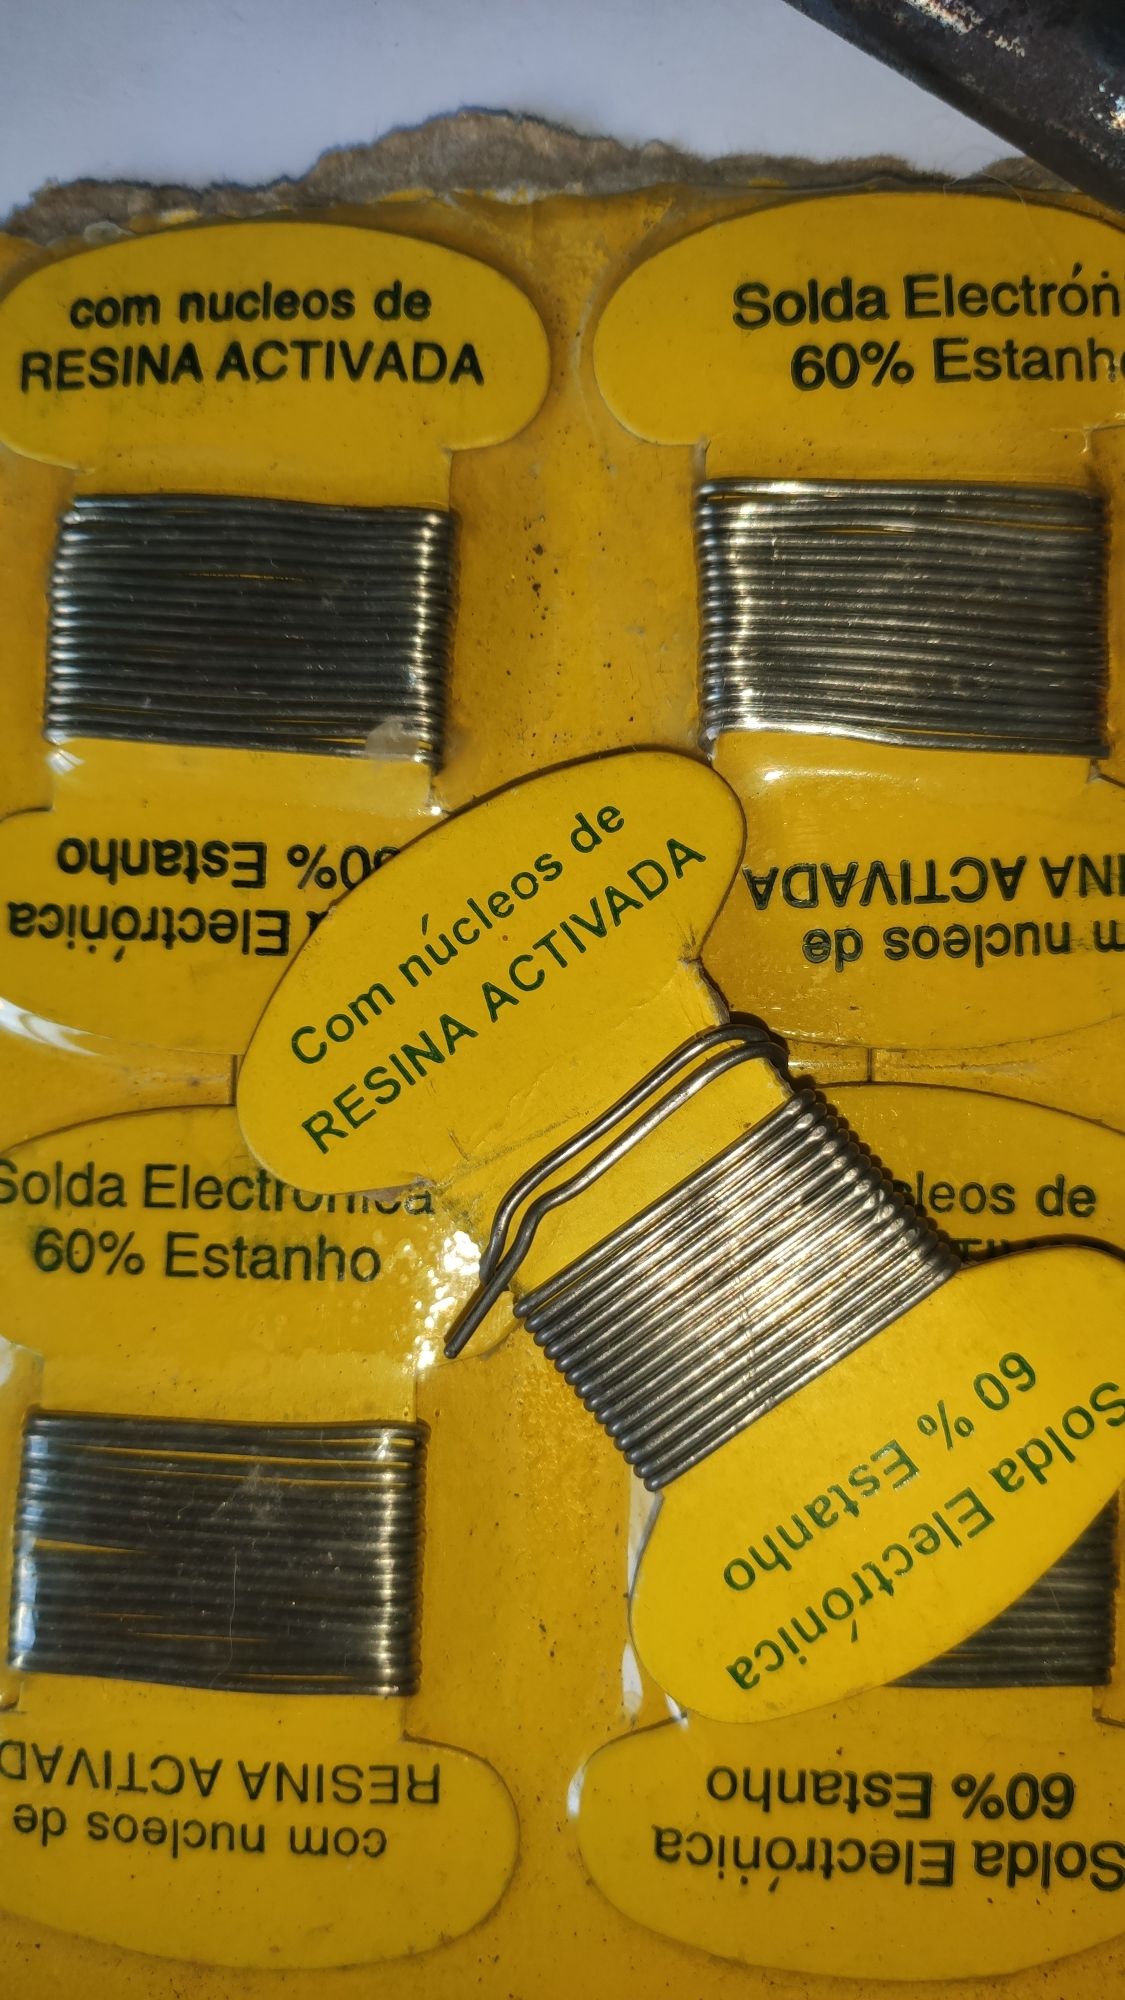 com nucleos de
RESINA ACTIVADA
Solda Electrón
60% Estanh
60% Estanho
Electrónica
INA ACTIVADA
m nucleos de
Com núcleos de
RESINA ACTIVADA
Solda Electrónica
60% Estanho
cleos de
60 % Estanho
Solda Electrónica
RESINA ACTIVAD
com nucleos de
60% Estanho
Solda Electrónica